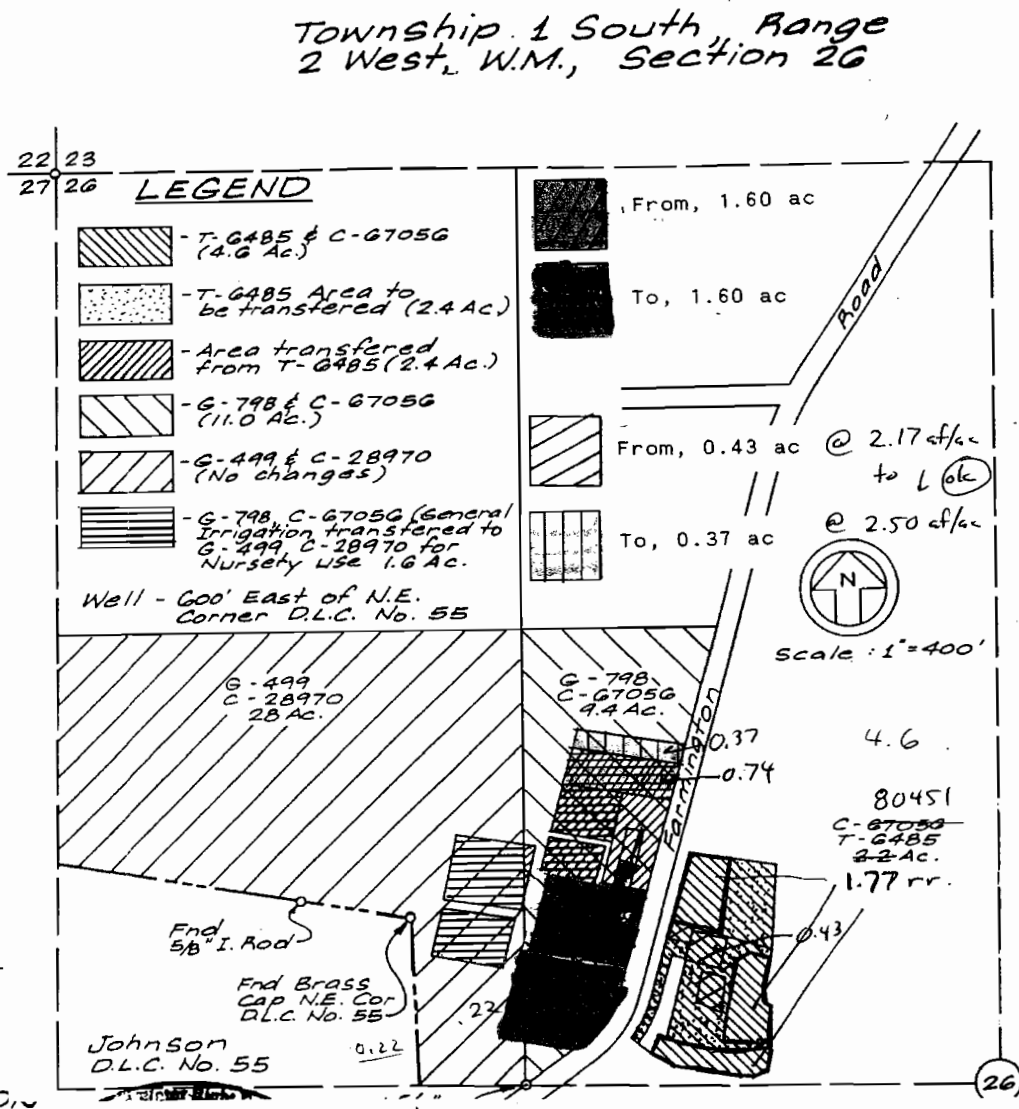 Township 1 South, Range
2 West, W.M., Section 26
22 23
27 26
LEGEND
- T-6485 & C-67056
(4.6 Ac.)
- T-6485 Area to
be transfered (2.4 Ac.)
- Area transfered
from T-6485 (2.4 Ac.)
- G-798 & C-67056
(11.0 Ac.)
- G-499 & C-28970
(No changes)
- G-798, C-67056 (General
Irrigation transfered to
G-499, C-28970 for
Nursery use 1.6 Ac.
Well - 600' East of N.E.
Corner D.L.C. No. 55
From, 1.60 ac
To, 1.60 ac
From, 0.43 ac
@ 2.17 af/ac
to ok
@ 2.50 af/ac
To, 0.37 ac
Road
N
Scale : 1"=400'
G-499
C-28970
28 Ac.
G-798
C-67056
9.4 Ac.
Farmington
0.37
0.74
4.6
80451
C-67056
T-6485
2.2 Ac.
1.77 rr.
0.43
Fnd
5/8" I. Rod
Fnd Brass
Cap N.E. Cor
D.L.C. No. 55
.22
0.22
Johnson
D.L.C. No. 55
26